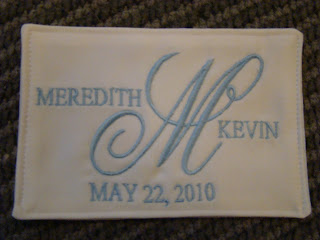 MEREDITH
M
KEVIN
MAY 22, 2010